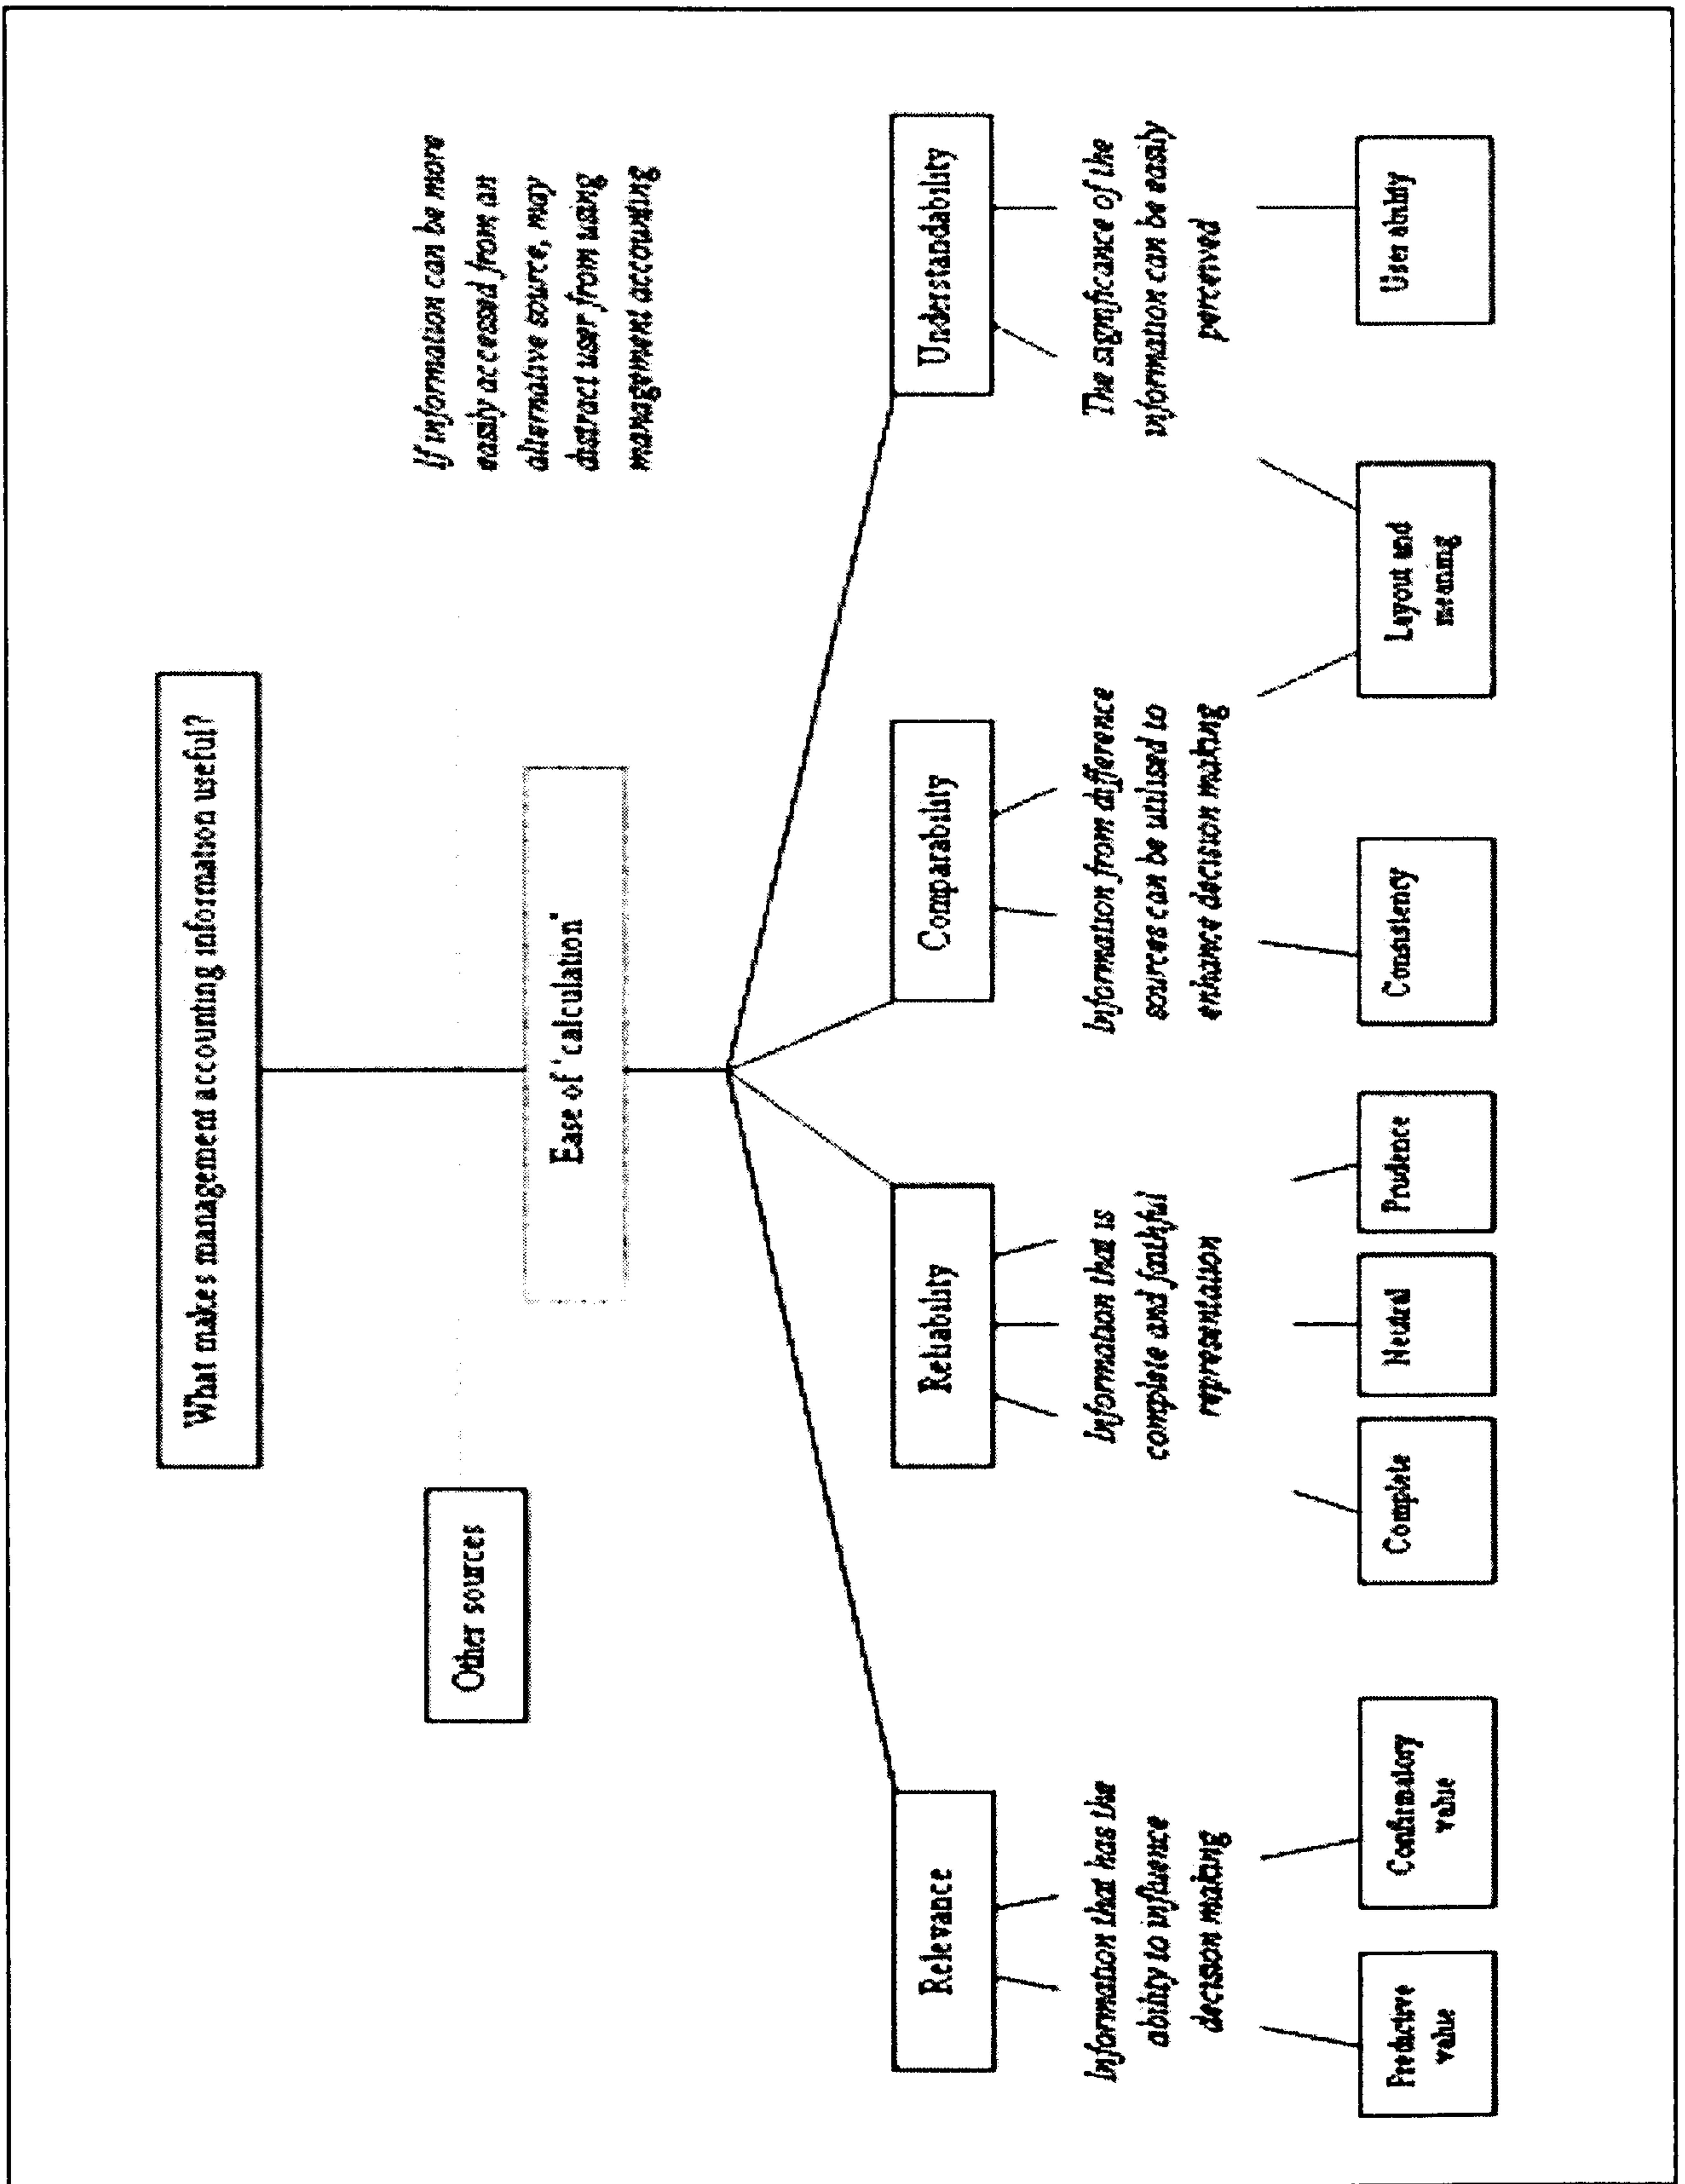 What makes management accounting information useful?
Other sources
If information can be more
easily accessed from an
alternative source, may
distract user from using
management accounting
Ease of "calculation"
Relevance
Reliability
Comparability
Understandability
Information that has the
ability to influence
decision making
Information that is
complete and faithful
representation
Information from difference
sources can be utilised to
enhance decision making
The significance of the
information can be easily
perceived
Predictive
value
Confirmatory
value
Complete
Neutral
Prudence
Consistency
Layout and
meaning
User ability